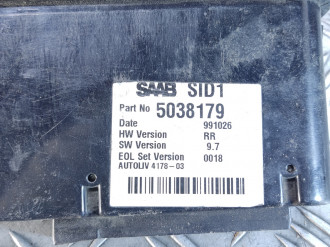 SAAB SID1
Part No 5038179
Date 991026
HW Version RR
SW Version 9.7
EOL Set Version 0018
AUTOLIV 4178-03